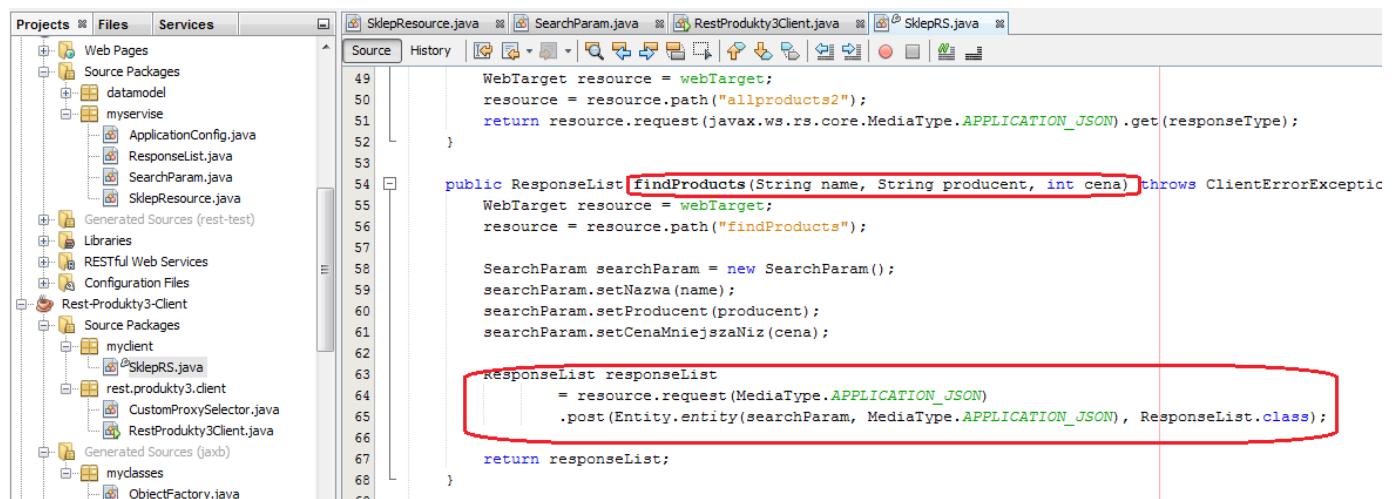 Projects Files Services
Web Pages
Source Packages
datamodel
myservise
ApplicationConfig.java
ResponseList.java
SearchParam.java
SklepResource.java
Generated Sources (rest-test)
Libraries
RESTful Web Services
Configuration Files
Rest-Produkty3-Client
Source Packages
myclient
SklepRS.java
rest.produkty3.client
CustomProxySelector.java
RestProdukty3Client.java
Generated Sources (jaxb)
myclasses
ObjectFactory.java
SklepResource.java SearchParam.java RestProdukty3Client.java SklepRS.java
Source History
49 WebTarget resource = webTarget;
50 resource = resource.path("allproducts2");
51 return resource.request(javax.ws.rs.core.MediaType.APPLICATION_JSON).get(responseType);
52 }
53
54 public ResponseList findProducts(String name, String producent, int cena) throws ClientErrorExceptio
55 WebTarget resource = webTarget;
56 resource = resource.path("findProducts");
57
58 SearchParam searchParam = new SearchParam();
59 searchParam.setNazwa(name);
60 searchParam.setProducent(producent);
61 searchParam.setCenaMniejszaNiz(cena);
62
63 ResponseList responseList
64 = resource.request(MediaType.APPLICATION_JSON)
65 .post(Entity.entity(searchParam, MediaType.APPLICATION_JSON), ResponseList.class);
66
67 return responseList;
68 }